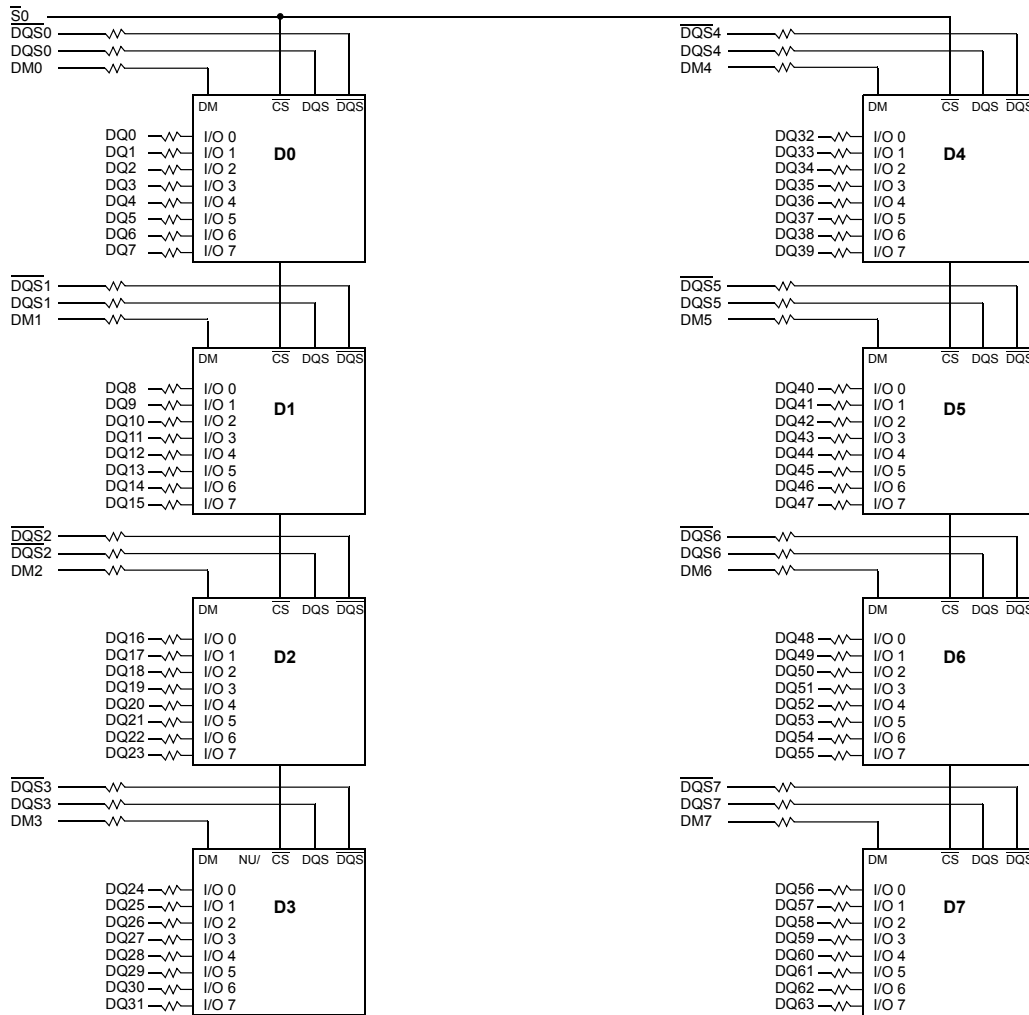 S0
DQS0
DQS0
DM0
DM CS DQS DQS
DQ0 I/O 0
DQ1 I/O 1
DQ2 I/O 2
DQ3 I/O 3
DQ4 I/O 4
DQ5 I/O 5
DQ6 I/O 6
DQ7 I/O 7
D0
DQS1
DQS1
DM1
DM CS DQS DQS
DQ8 I/O 0
DQ9 I/O 1
DQ10 I/O 2
DQ11 I/O 3
DQ12 I/O 4
DQ13 I/O 5
DQ14 I/O 6
DQ15 I/O 7
D1
DQS2
DQS2
DM2
DM CS DQS DQS
DQ16 I/O 0
DQ17 I/O 1
DQ18 I/O 2
DQ19 I/O 3
DQ20 I/O 4
DQ21 I/O 5
DQ22 I/O 6
DQ23 I/O 7
D2
DQS3
DQS3
DM3
DM NU/ CS DQS DQS
DQ24 I/O 0
DQ25 I/O 1
DQ26 I/O 2
DQ27 I/O 3
DQ28 I/O 4
DQ29 I/O 5
DQ30 I/O 6
DQ31 I/O 7
D3
DQS4
DQS4
DM4
DM CS DQS DQS
DQ32 I/O 0
DQ33 I/O 1
DQ34 I/O 2
DQ35 I/O 3
DQ36 I/O 4
DQ37 I/O 5
DQ38 I/O 6
DQ39 I/O 7
D4
DQS5
DQS5
DM5
DM CS DQS DQS
DQ40 I/O 0
DQ41 I/O 1
DQ42 I/O 2
DQ43 I/O 3
DQ44 I/O 4
DQ45 I/O 5
DQ46 I/O 6
DQ47 I/O 7
D5
DQS6
DQS6
DM6
DM CS DQS DQS
DQ48 I/O 0
DQ49 I/O 1
DQ50 I/O 2
DQ51 I/O 3
DQ52 I/O 4
DQ53 I/O 5
DQ54 I/O 6
DQ55 I/O 7
D6
DQS7
DQS7
DM7
DM CS DQS DQS
DQ56 I/O 0
DQ57 I/O 1
DQ58 I/O 2
DQ59 I/O 3
DQ60 I/O 4
DQ61 I/O 5
DQ62 I/O 6
DQ63 I/O 7
D7